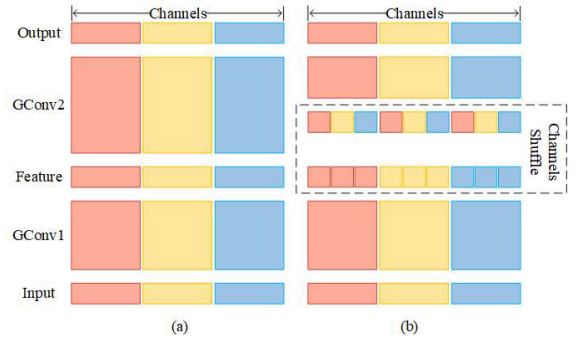 Channels
Channels
Output
GConv2
Channels
Shuffle
Feature
GConv1
Input
(a)
(b)